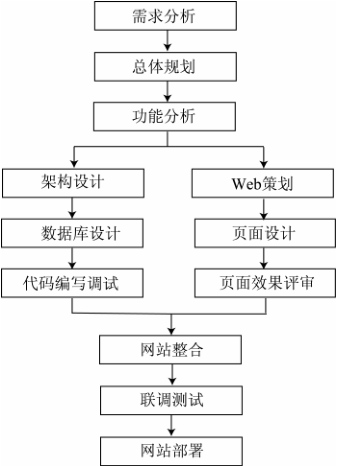 需求分析
总体规划
功能分析
架构设计
Web策划
数据库设计
页面设计
代码编写调试
页面效果评审
网站整合
联调测试
网站部署